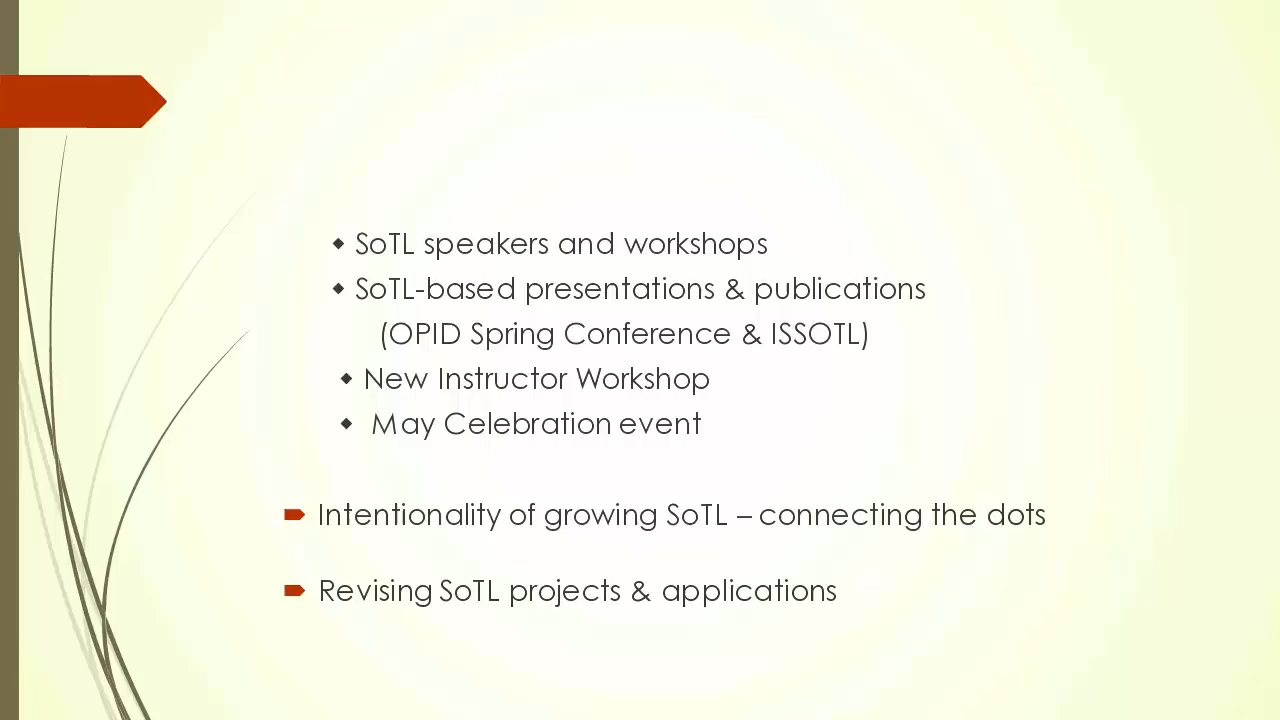 ◆ SoTL speakers and workshops
◆ SoTL-based presentations & publications
(OPID Spring Conference & ISSOTL)
◆ New Instructor Workshop
◆ May Celebration event
Intentionality of growing SoTL – connecting the dots
Revising SoTL projects & applications